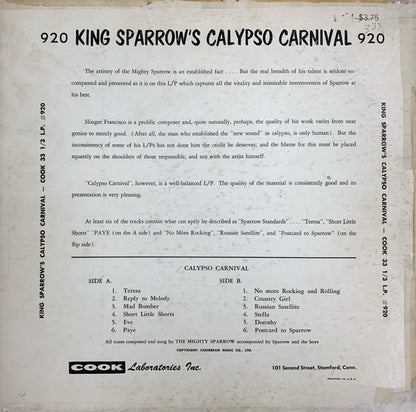 $3.75
920 KING SPARROW'S CALYPSO CARNIVAL 920
The artistry of the Mighty Sparrow is an established fact . . . . But the real breadth of his talent is seldom en-
compassed and presented as it is on this L/P which captures all the vitality and inimitable inventiveness of Sparrow at
his best.
Slinger Francisco is a prolific composer and, quite naturally, perhaps, the quality of his work varies from near
genius to merely good. (After all, the man who established the "new sound" in calypso, is only human). But the
inconsistency of some of his L/Ps has not done him the credit he deserves; and the blame for this must be placed
squarely on the shoulders of those responsible, and not with the artist himself.
"Calypso Carnival", however, is a well-balanced L/P. The quality of the material is consistently good and its
presentation is very pleasing.
At least six of the tracks contain what can aptly be described as "Sparrow Standards" . . . . "Teresa", "Short Little
Shorts" "PAYE (on the A side) and "No More Rocking", "Russian Satellite", and "Postcard to Sparrow" (on the
flip side).
CALYPSO CARNIVAL
SIDE A.
1. Teresa
2. Reply to Melody
3. Mad Bomber
4. Short Little Shorts
5. Eve
6. Paye
SIDE B.
1. No more Rocking and Rolling
2. Country Girl
3. Russian Satellite
4. Stella
5. Dorothy
6. Postcard to Sparrow
All tunes composed and sung by THE MIGHTY SPARROW accompanied by Sparrow and the boys
COPYRIGHT: CARIBBEAN MUSIC CO., LTD.
COOK Laboratories Inc.
101 Second Street, Stamford, Conn.
PRINTED IN U.S.A.
KING SPARROW'S CALYPSO CARNIVAL — COOK 33 1/3 L.P. #920
KING SPARROW'S CALYPSO CARNIVAL — COOK 33 1/3 L.P. #920